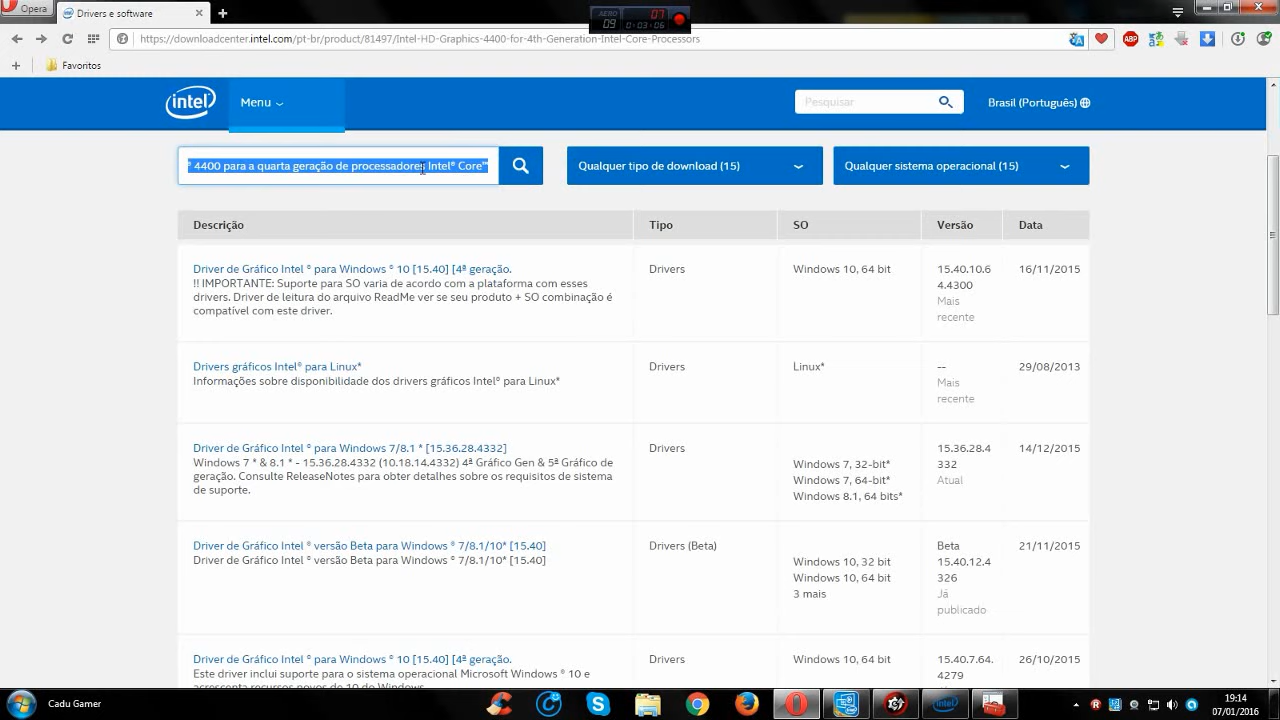 Opera
Drivers e software
AERO
09
07
0:03:06
https://downloadcenter.intel.com/pt-br/product/81497/Intel-HD-Graphics-4400-for-4th-Generation-Intel-Core-Processors
ABP
Favoritos
intel
Menu
Pesquisar
Brasil (Português)
® 4400 para a quarta geração de processadores Intel® Core™
Qualquer tipo de download (15)
Qualquer sistema operacional (15)
Descrição
Tipo
SO
Versão
Data
Driver de Gráfico Intel ® para Windows ® 10 [15.40] [4ª geração.
!! IMPORTANTE: Suporte para SO varia de acordo com a plataforma com esses
drivers. Driver de leitura do arquivo ReadMe ver se seu produto + SO combinação é
compatível com este driver.
Drivers
Windows 10, 64 bit
15.40.10.6
4.4300
Mais
recente
16/11/2015
Drivers gráficos Intel® para Linux*
Informações sobre disponibilidade dos drivers gráficos Intel® para Linux*
Drivers
Linux*
--
Mais
recente
29/08/2013
Driver de Gráfico Intel ® para Windows 7/8.1 * [15.36.28.4332]
Windows 7 * & 8.1 * - 15.36.28.4332 (10.18.14.4332) 4ª Gráfico Gen & 5ª Gráfico de
geração. Consulte ReleaseNotes para obter detalhes sobre os requisitos de sistema
de suporte.
Drivers
Windows 7, 32-bit*
Windows 7, 64-bit*
Windows 8.1, 64 bits*
15.36.28.4
332
Atual
14/12/2015
Driver de Gráfico Intel ® versão Beta para Windows ® 7/8.1/10* [15.40]
Driver de Gráfico Intel ® versão Beta para Windows ® 7/8.1/10* [15.40]
Drivers (Beta)
Windows 10, 32 bit
Windows 10, 64 bit
3 mais
Beta
15.40.12.4
326
Já
publicado
21/11/2015
Driver de Gráfico Intel ® para Windows ® 10 [15.40] [4ª geração.
Este driver inclui suporte para o sistema operacional Microsoft Windows ® 10 e
acrescenta recursos novos de 10 do Windows.
Drivers
Windows 10, 64 bit
15.40.7.64.
4279
26/10/2015
Cadu Gamer
19:14
07/01/2016